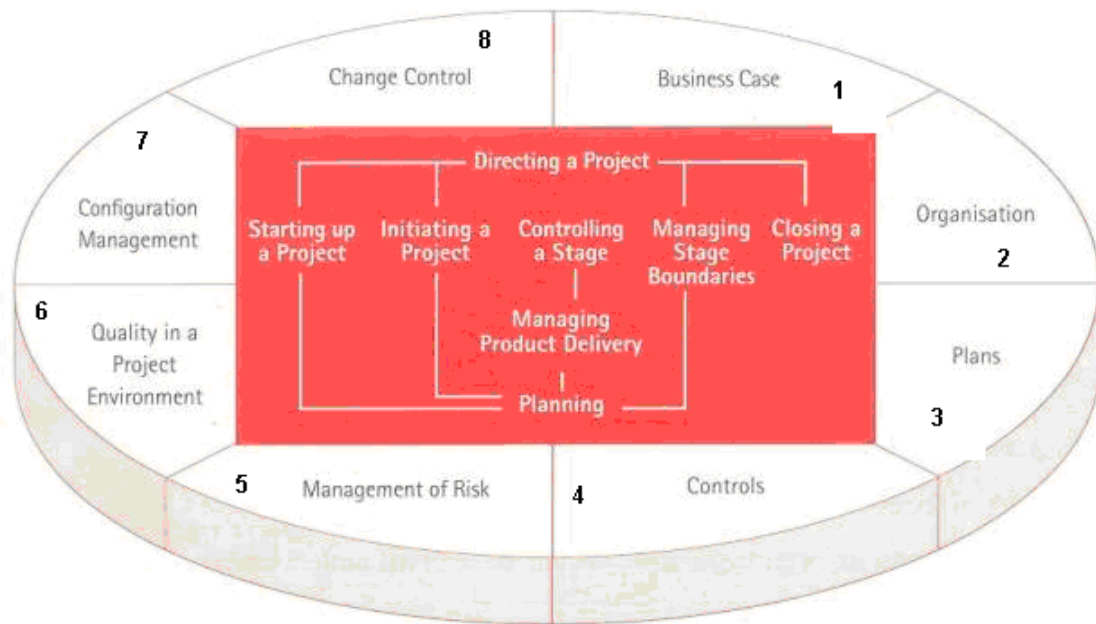 8
Change Control
Business Case
1
7
Configuration
Management
Directing a Project
Starting up
a Project
Initiating a
Project
Controlling
a Stage
Managing
Stage
Boundaries
Closing a
Project
Managing
Product Delivery
Planning
Organisation
2
6
Quality in a
Project
Environment
Plans
3
5
Management of Risk
4
Controls